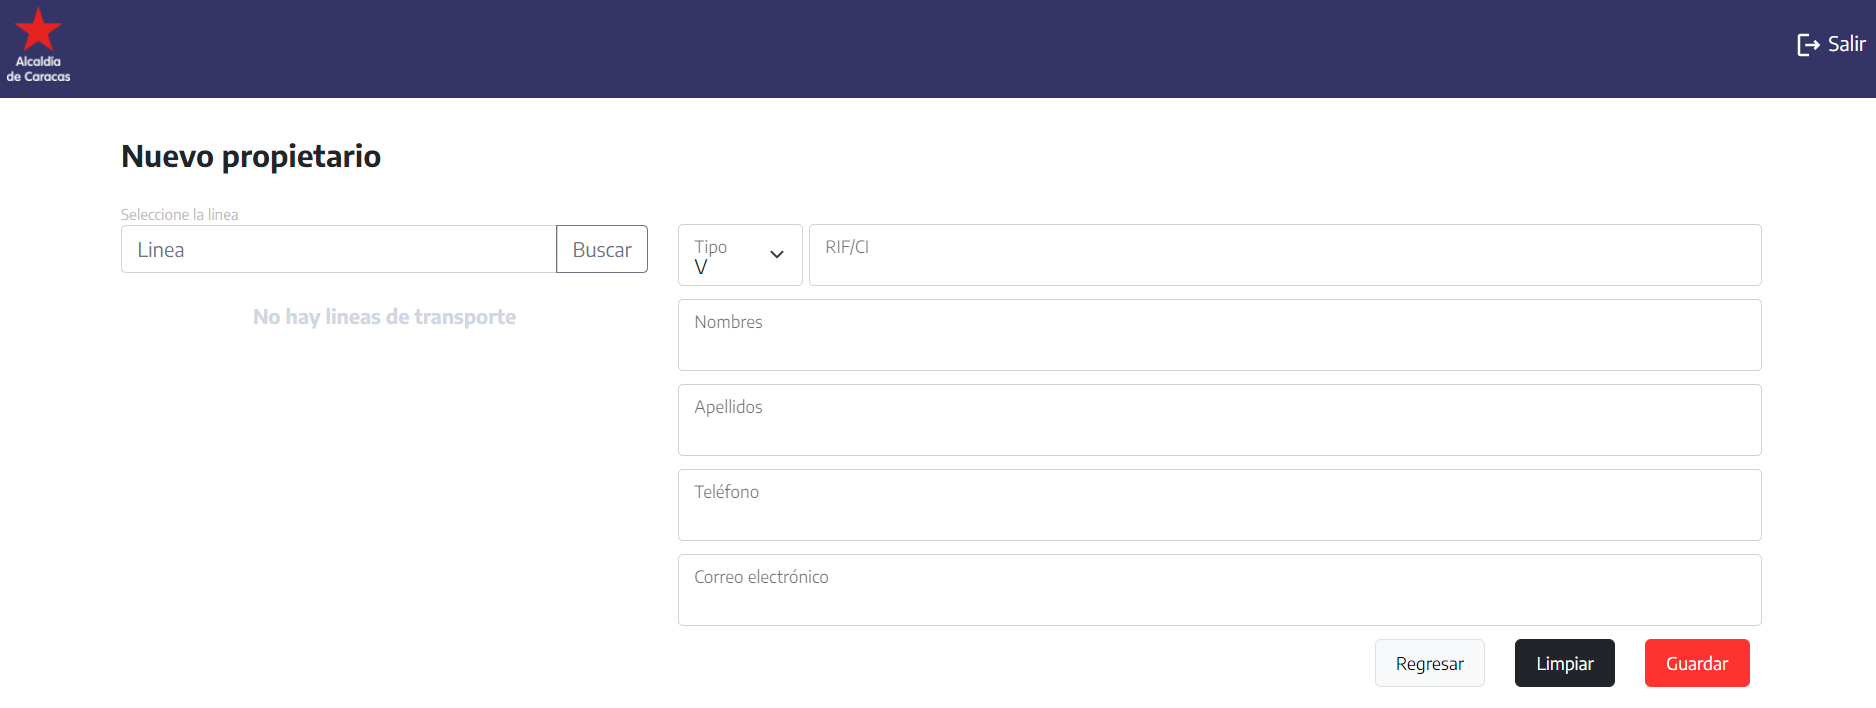 Alcaldía
de Caracas
Salir
Nuevo propietario
Seleccione la linea
Linea
Buscar
No hay lineas de transporte
Tipo
V
RIF/CI
Nombres
Apellidos
Teléfono
Correo electrónico
Regresar
Limpiar
Guardar